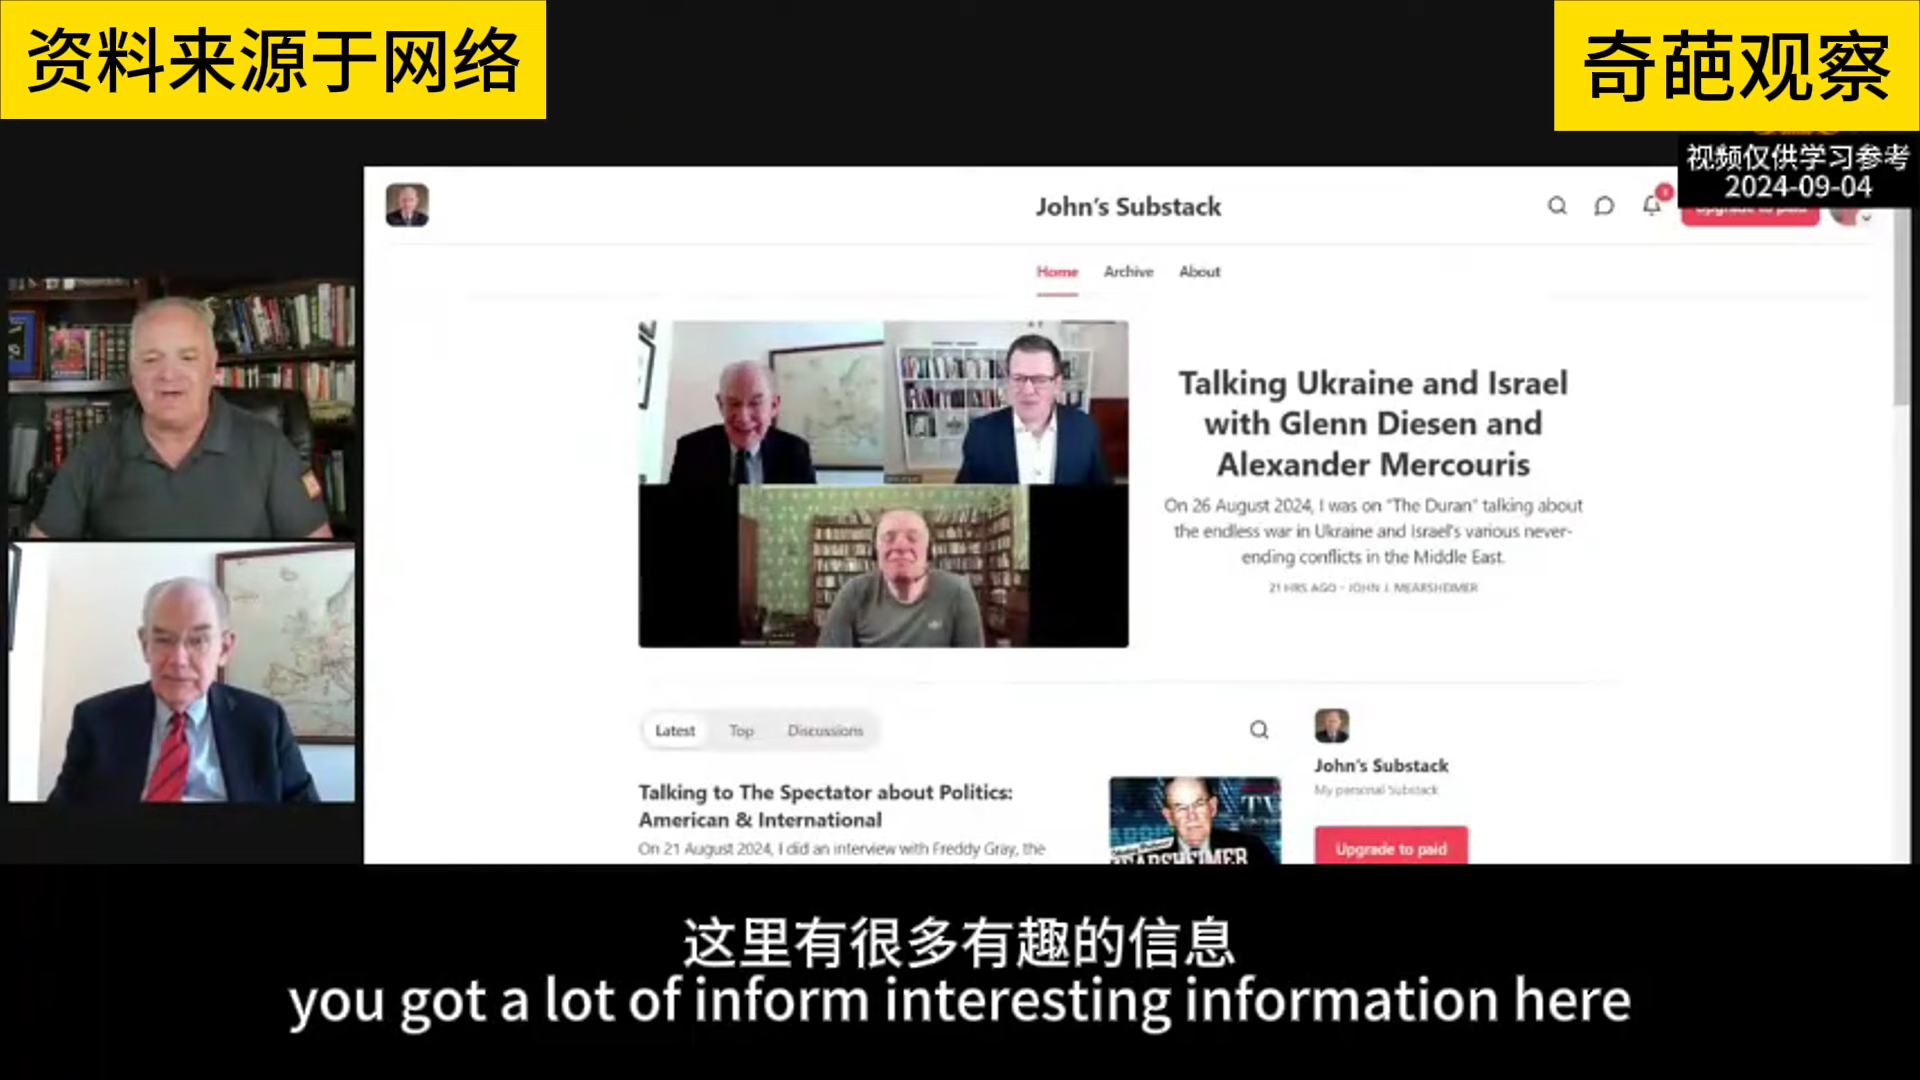 资料来源于网络
奇葩观察
视频仅供学习参考
2024-09-04
John's Substack
Upgrade to paid
Home Archive About
Talking Ukraine and Israel
with Glenn Diesen and
Alexander Mercouris
On 26 August 2024, I was on "The Duran" talking about
the endless war in Ukraine and Israel's various never-
ending conflicts in the Middle East.
21 HRS AGO • JOHN J. MEARSHEIMER
Latest Top Discussions
Talking to The Spectator about Politics:
American & International
On 21 August 2024, I did an interview with Freddy Gray, the
TV
MEARSHEIMER
John's Substack
My personal Substack
Upgrade to paid
这里有很多有趣的信息
you got a lot of inform interesting information here